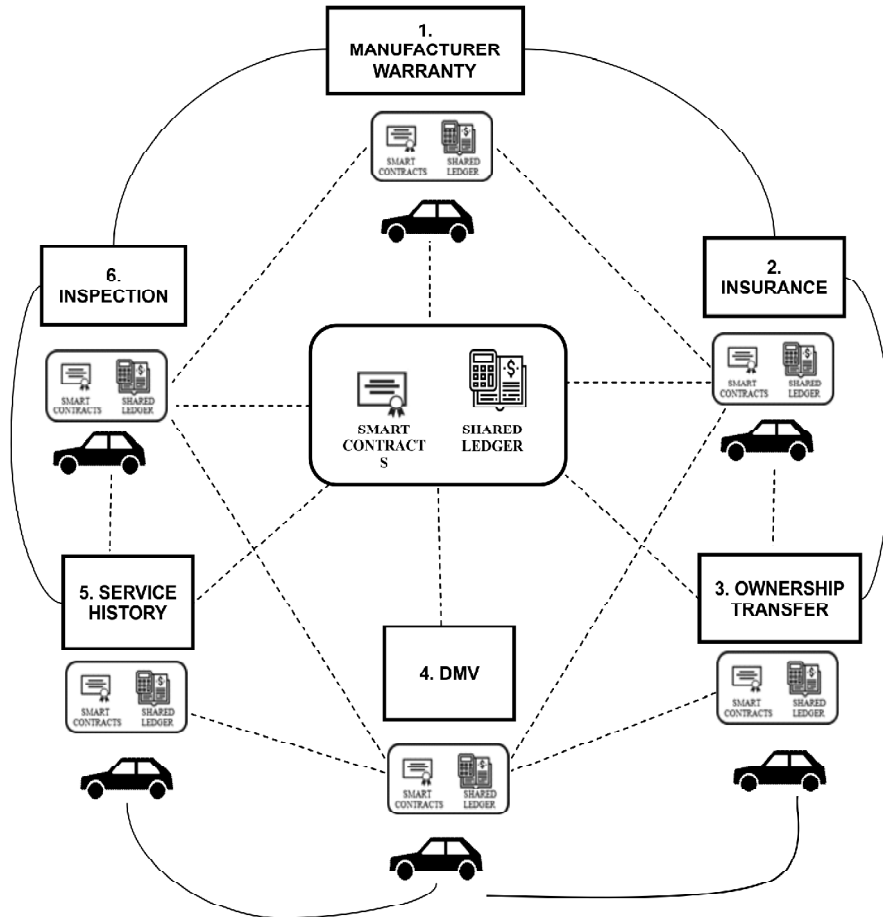 1.
MANUFACTURER
WARRANTY
SMART
CONTRACTS
SHARED
LEDGER
6.
INSPECTION
2.
INSURANCE
SMART
CONTRACTS
SHARED
LEDGER
SMART
CONTRACT
S
SHARED
LEDGER
SMART
CONTRACTS
SHARED
LEDGER
5. SERVICE
HISTORY
3. OWNERSHIP
TRANSFER
4. DMV
SMART
CONTRACTS
SHARED
LEDGER
SMART
CONTRACTS
SHARED
LEDGER
SMART
CONTRACTS
SHARED
LEDGER